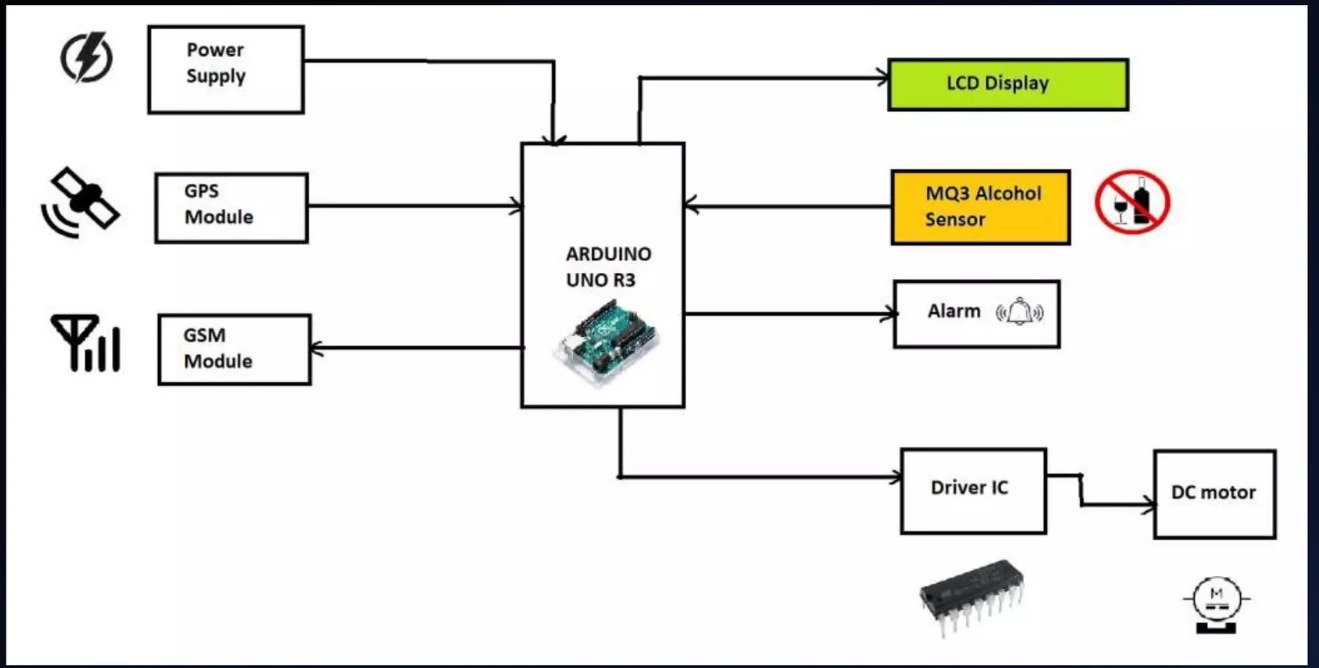 Power
Supply
LCD Display
GPS
Module
MQ3 Alcohol
Sensor
ARDUINO
UNO R3
Alarm
GSM
Module
Driver IC
DC motor
M